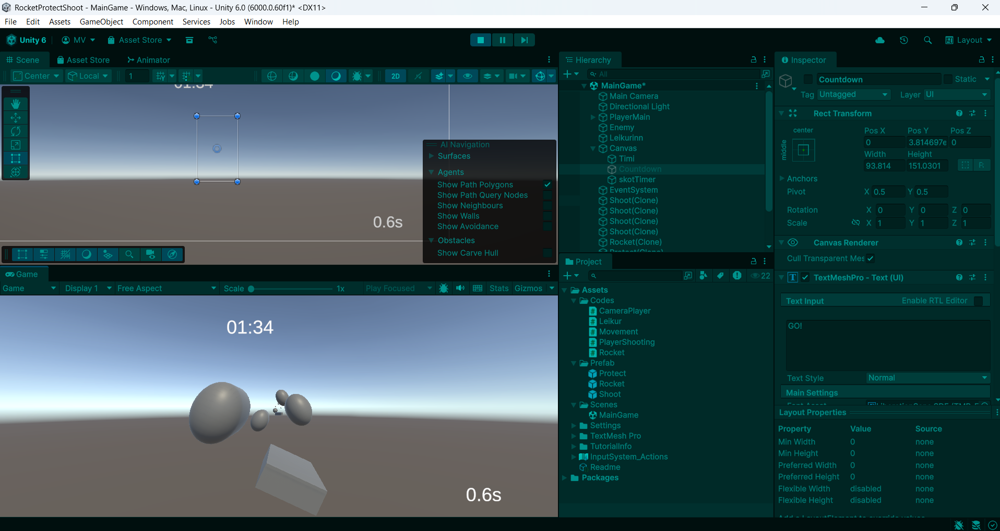 RocketProtectShoot - MainGame - Windows, Mac, Linux - Unity 6.0 (6000.0.60f1)* <DX11>
File Edit Assets GameObject Component Services Jobs Window Help
Unity 6 MV Asset Store Layout
Scene Asset Store Animator
Center Local 1 2D
01:34
0.6s
AI Navigation
Surfaces
Agents
Show Path Polygons
Show Path Query Nodes
Show Neighbours
Show Walls
Show Avoidance
Obstacles
Show Carve Hull
Game
Game Display 1 Free Aspect Scale 1x Play Focused Stats Gizmos
01:34
0.6s
Hierarchy
All
MainGame*
Main Camera
Directional Light
PlayerMain
Enemy
Leikurinn
Canvas
Timi
Countdown
skotTimer
EventSystem
Shoot(Clone)
Shoot(Clone)
Shoot(Clone)
Shoot(Clone)
Rocket(Clone)
Protect(Clone)
Project
22
Assets
Codes
CameraPlayer
Leikur
Movement
PlayerShooting
Rocket
Prefab
Protect
Rocket
Shoot
Scenes
MainGame
Settings
TextMesh Pro
TutorialInfo
InputSystem_Actions
Readme
Packages
Inspector
Countdown Static
Tag Untagged Layer UI
Rect Transform
center
middle
Pos X Pos Y Pos Z
0 3.814697e 0
Width Height
93.814 151.0301 R
Anchors
Pivot X 0.5 Y 0.5
Rotation X 0 Y 0 Z 0
Scale X 1 Y 1 Z 1
Canvas Renderer
Cull Transparent Mes
TextMeshPro - Text (UI)
Text Input Enable RTL Editor
GO!
Text Style Normal
Main Settings
Layout Properties
Property Value Source
Min Width 0 none
Min Height 0 none
Preferred Width 0 none
Preferred Height 0 none
Flexible Width disabled none
Flexible Height disabled none